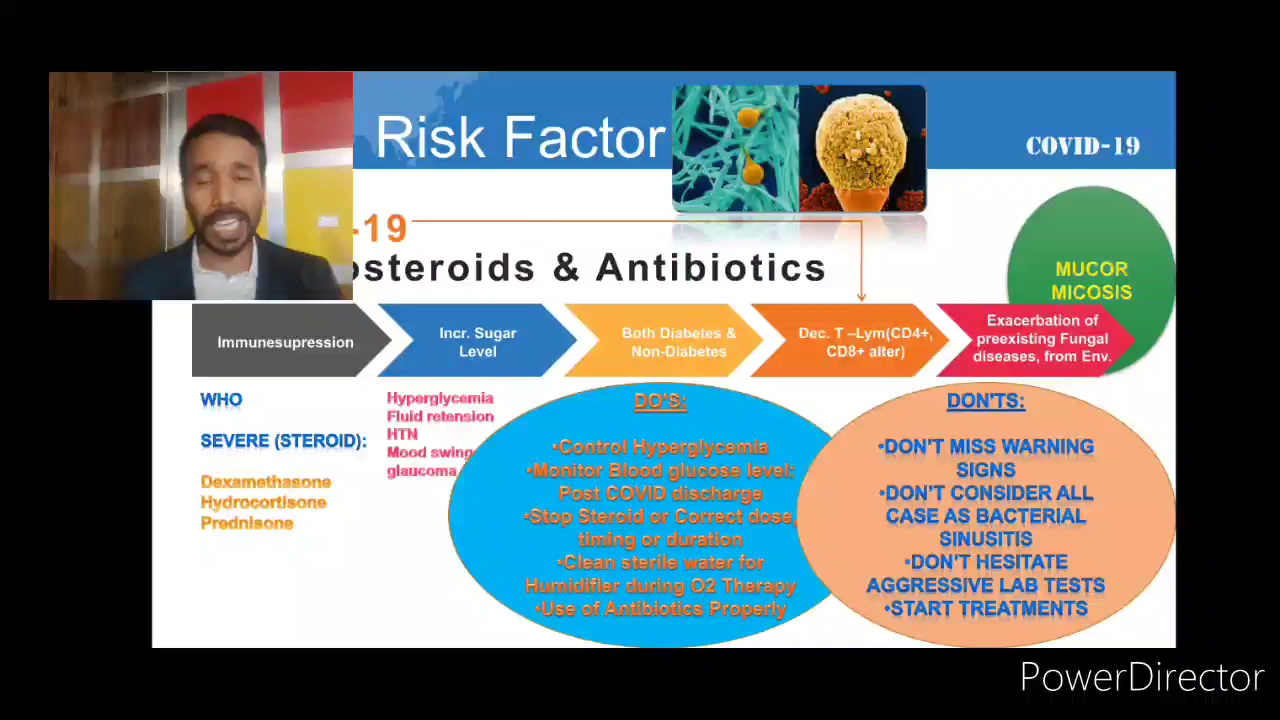 Risk Factor
COVID-19
-19
osteroids & Antibiotics
MUCOR
MICOSIS
Immunesupression
Incr. Sugar
Level
Both Diabetes &
Non-Diabetes
Dec. T –Lym(CD4+,
CD8+ alter)
Exacerbation of
preexisting Fungal
diseases, from Env.
WHO
SEVERE (STEROID):
Dexamethasone
Hydrocortisone
Prednisone
Hyperglycemia
Fluid retension
HTN
Mood swing
glaucoma
DO'S:
•Control Hyperglycemia
•Monitor Blood glucose level:
Post COVID discharge
•Stop Steroid or Correct dose,
timing or duration
•Clean sterile water for
Humidifier during O2 Therapy
•Use of Antibiotics Properly
DON'TS:
•DON'T MISS WARNING
SIGNS
•DON'T CONSIDER ALL
CASE AS BACTERIAL
SINUSITIS
•DON'T HESITATE
AGGRESSIVE LAB TESTS
•START TREATMENTS
PowerDirector